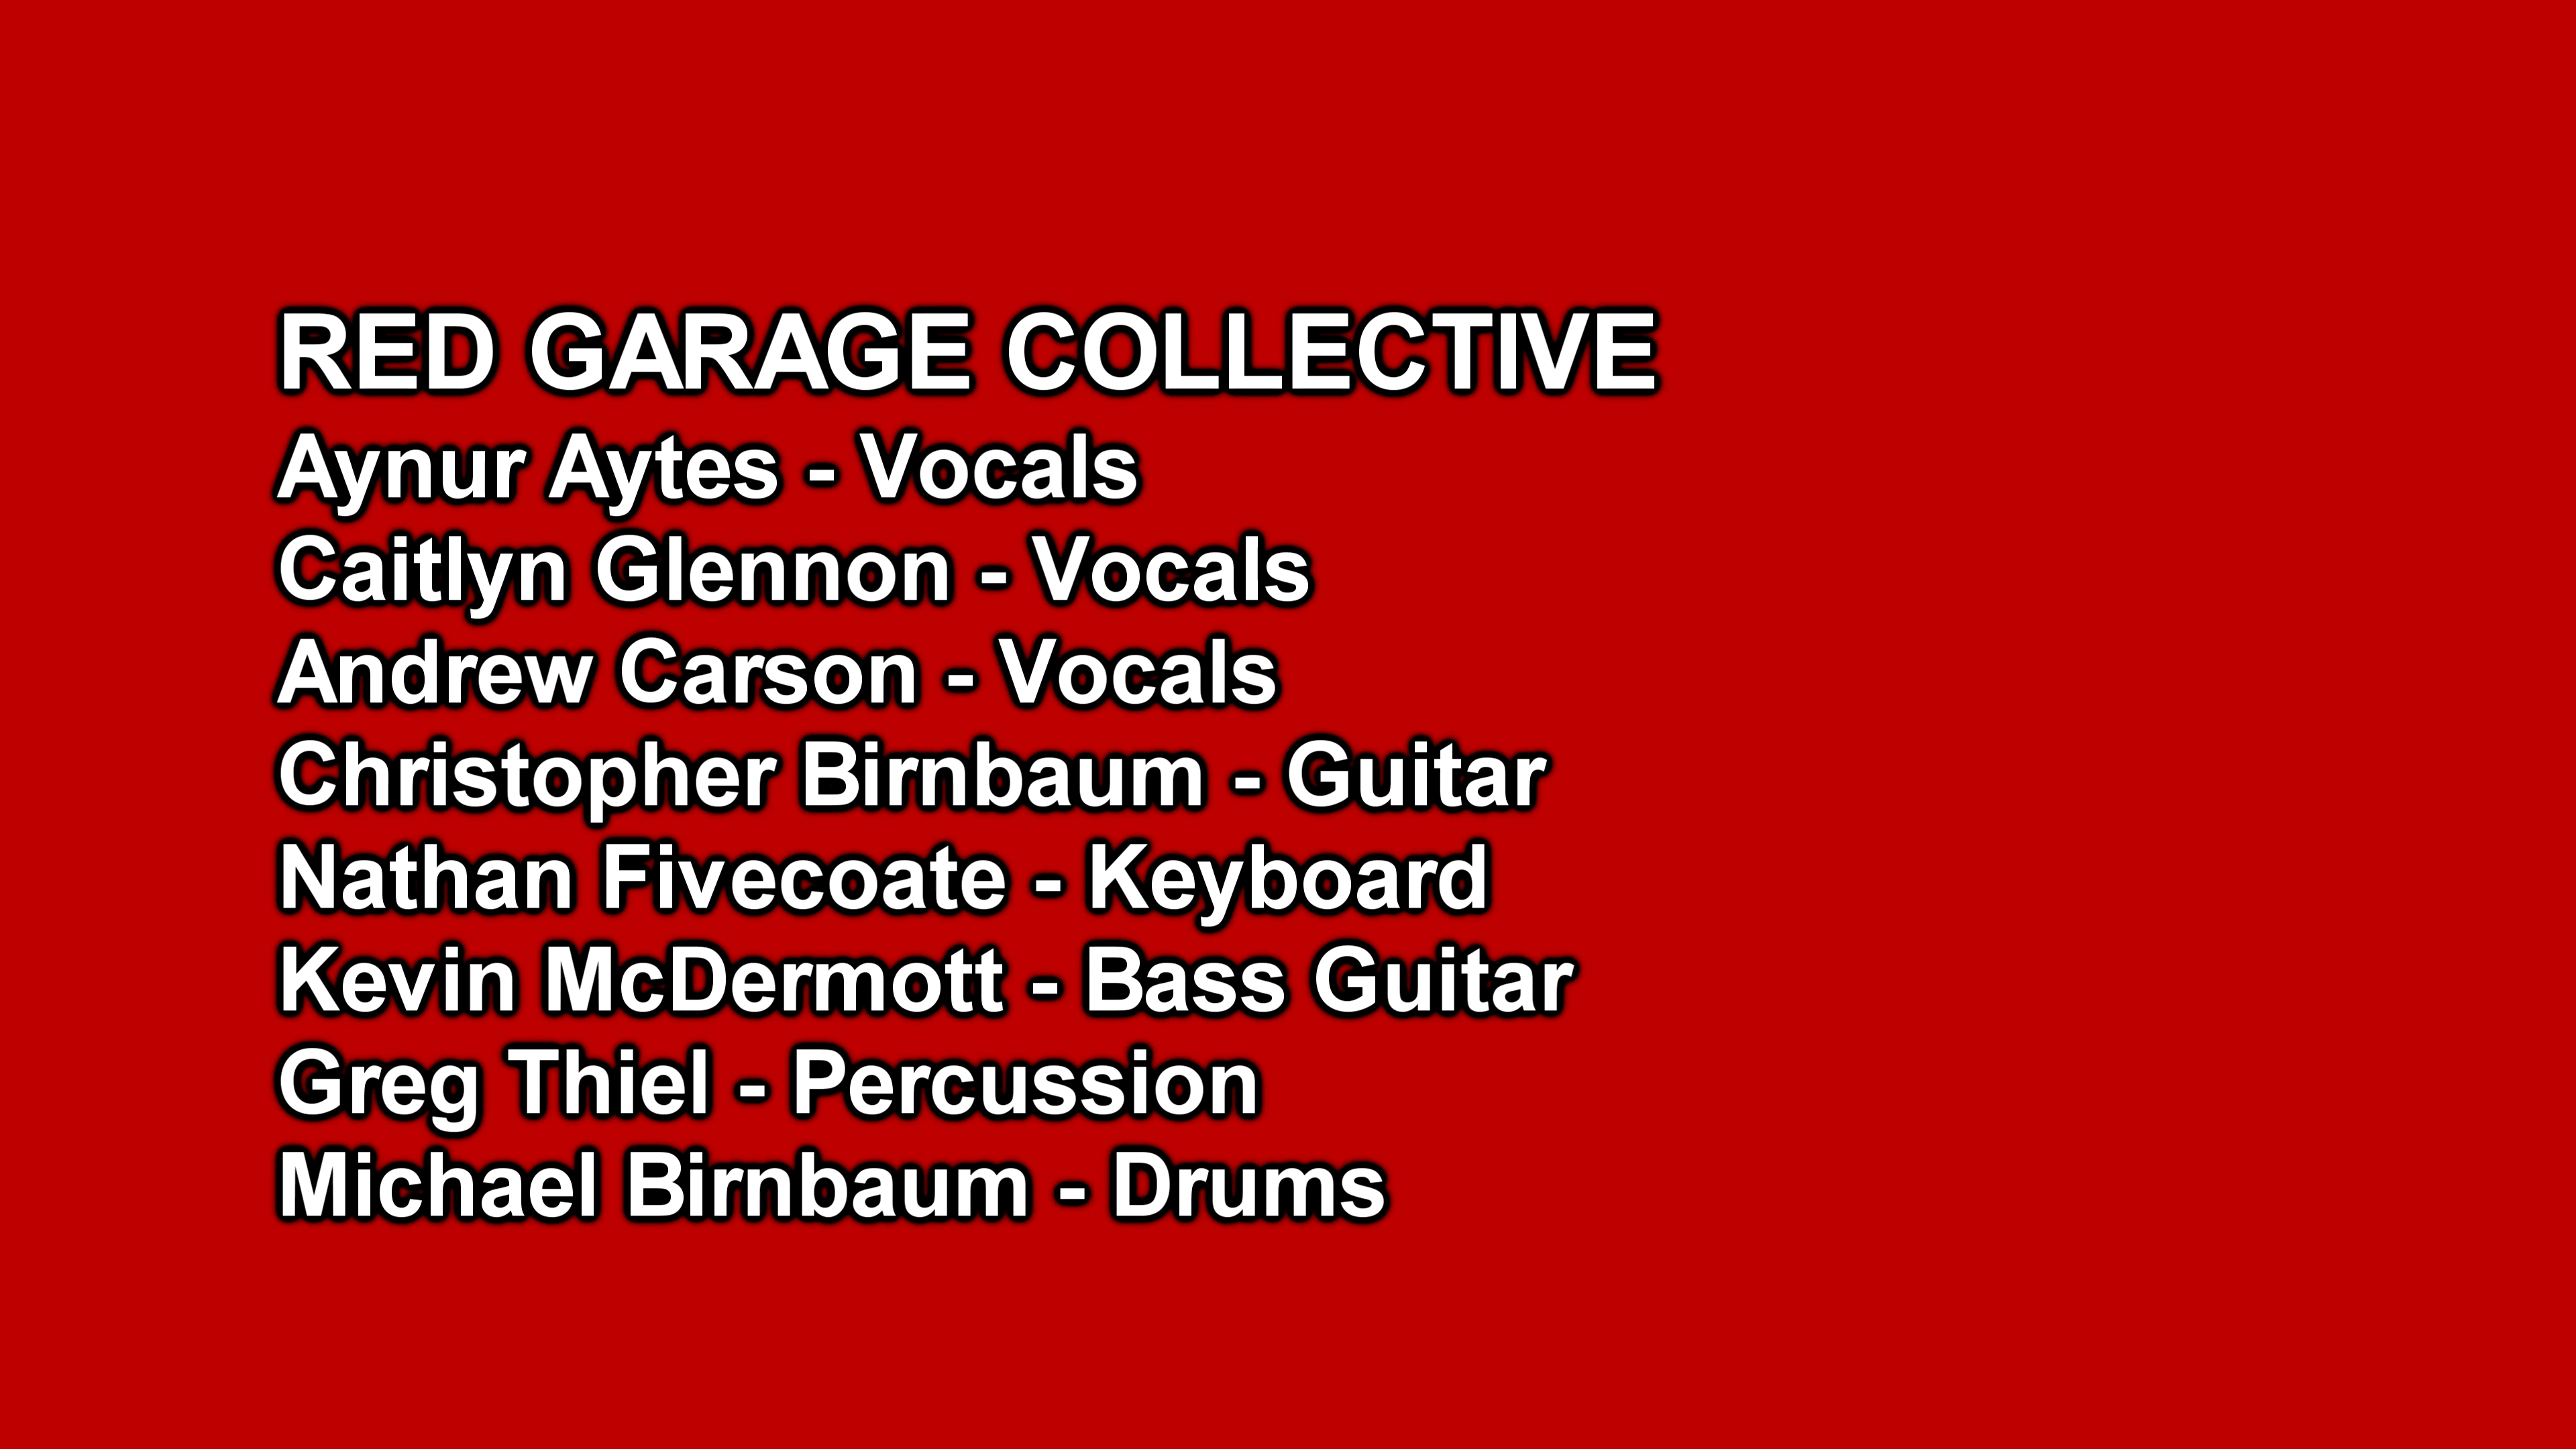 RED GARAGE COLLECTIVE
Aynur Aytes - Vocals
Caitlyn Glennon - Vocals
Andrew Carson - Vocals
Christopher Birnbaum - Guitar
Nathan Fivecoate - Keyboard
Kevin McDermott - Bass Guitar
Greg Thiel - Percussion
Michael Birnbaum - Drums